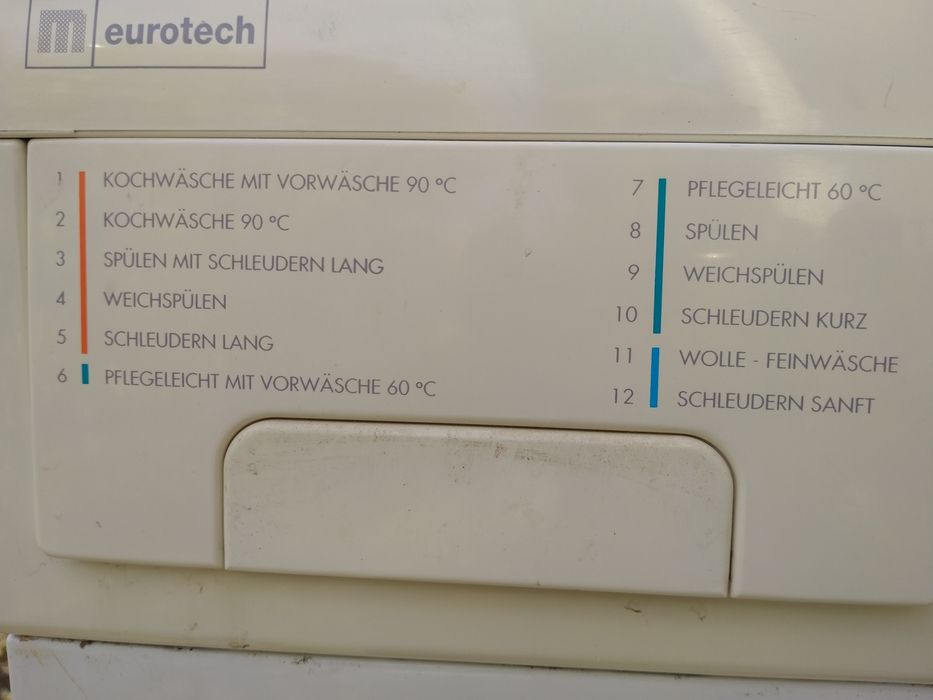 m eurotech
1 KOCHWÄSCHE MIT VORWÄSCHE 90 °C
2 KOCHWÄSCHE 90 °C
3 SPÜLEN MIT SCHLEUDERN LANG
4 WEICHSPÜLEN
5 SCHLEUDERN LANG
6 PFLEGELEICHT MIT VORWÄSCHE 60 °C
7 PFLEGELEICHT 60 °C
8 SPÜLEN
9 WEICHSPÜLEN
10 SCHLEUDERN KURZ
11 WOLLE - FEINWÄSCHE
12 SCHLEUDERN SANFT